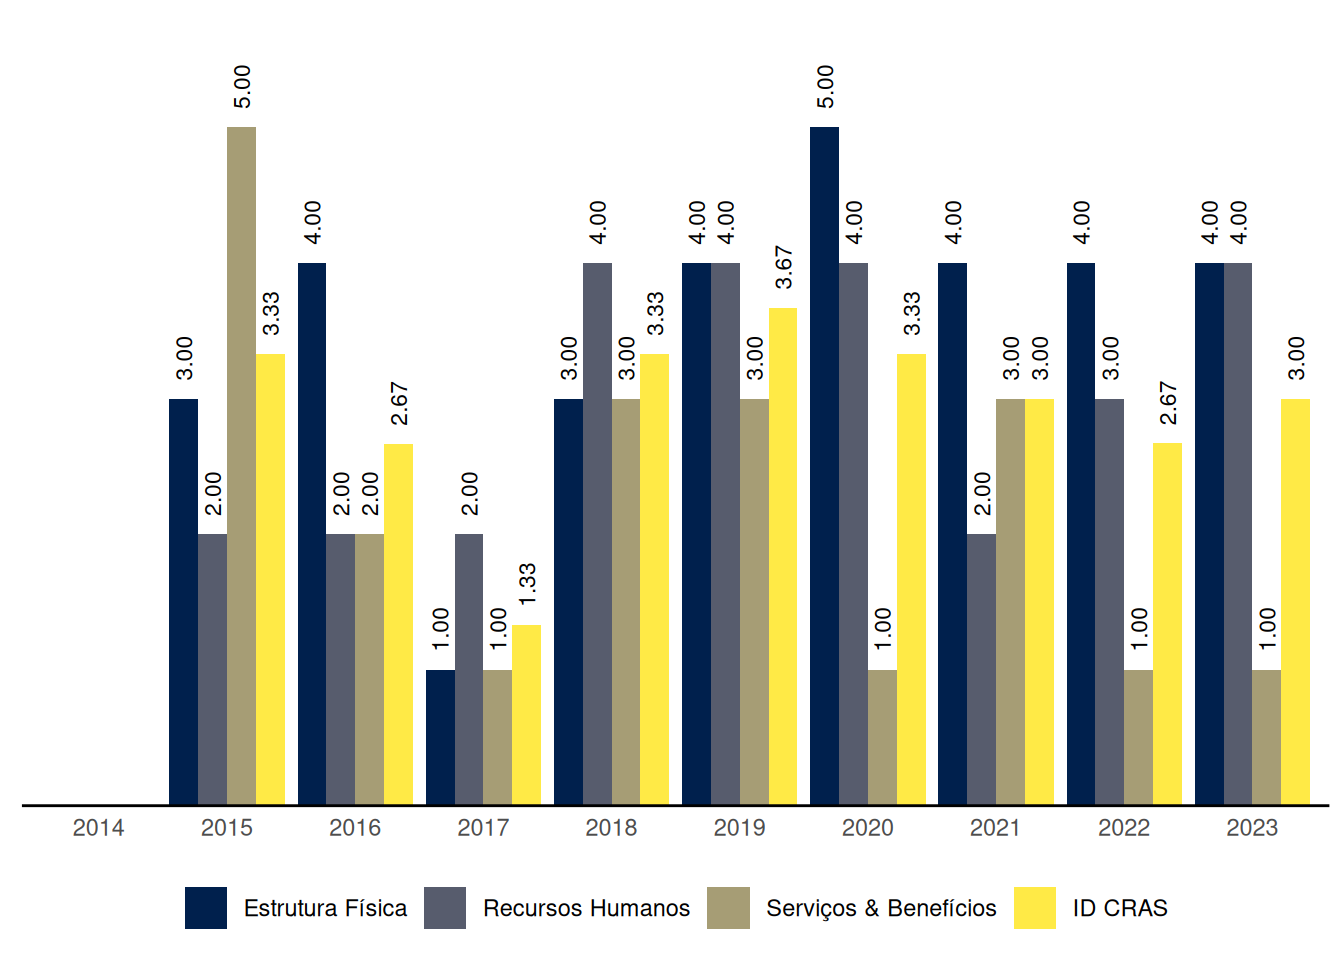 3.00 2.00 5.00 3.33
4.00 2.00 2.00 2.67
1.00 2.00 1.00 1.33
3.00 4.00 3.00 3.33
4.00 4.00 3.00 3.67
5.00 4.00 1.00 3.33
4.00 2.00 3.00 3.00
4.00 3.00 1.00 2.67
4.00 4.00 1.00 3.00
2014 2015 2016 2017 2018 2019 2020 2021 2022 2023
Estrutura Física Recursos Humanos Serviços & Benefícios ID CRAS